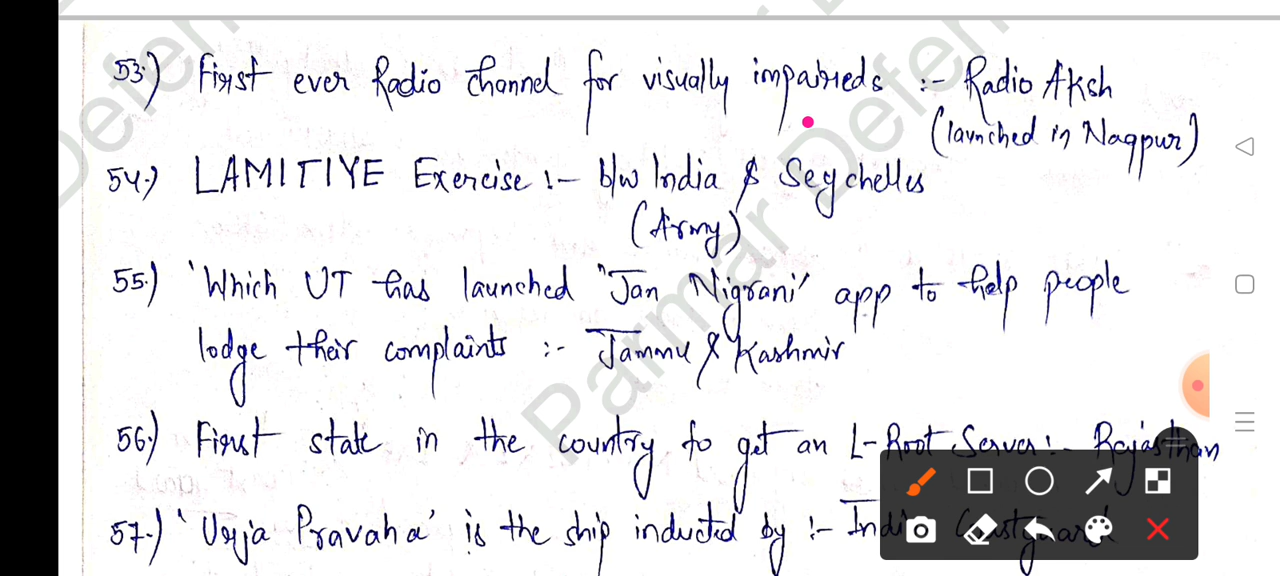 53.) First ever Radio channel for visually impaireds :- Radio Aksh
(launched in Nagpur)
54.) LAMITIYE Exercise :- b/w India & Seychelles
(Army)
55.) 'Which UT has launched "Jan Nigrani" app to help people
lodge their complaints :- Jammu & Kashmir
56.) First state in the country to get an L-Root Server :- Rajasthan
57.) 'Urja Pravaha' is the ship inducted by :-
Parmar Defen